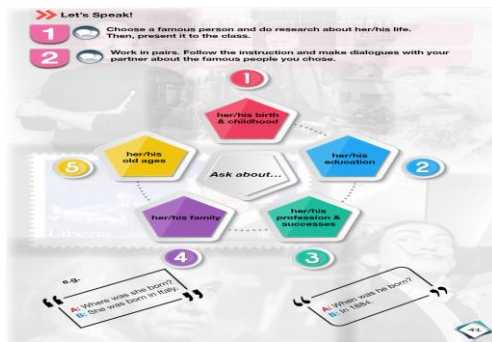 Let's Speak!
1 Choose a famous person and do research about her/his life.
Then, present it to the class.
2 Work in pairs. Follow the instruction and make dialogues with your
partner about the famous people you chose.
1
her/his birth
& childhood
5
her/his
old ages
her/his
education
2
Ask about...
her/his family
her/his
profession &
successes
Liberia
4
3
e.g.
A: Where was she born?
B: She was born in Italy.
A: When was he born?
B: In 1884.
41